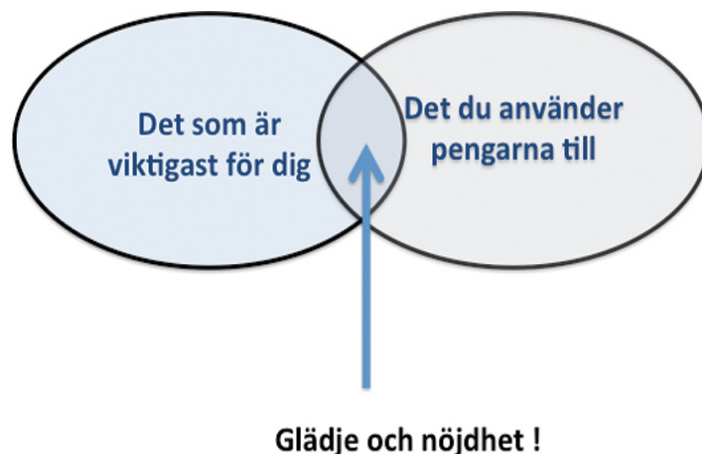 Det som är
viktigast för dig
Det du använder
pengarna till
Glädje och nöjdhet !